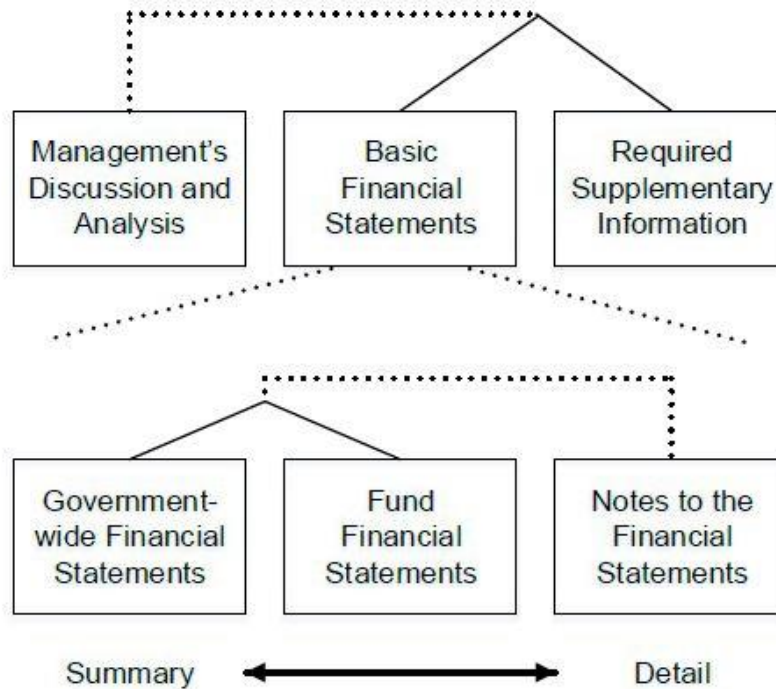 Management's
Discussion and
Analysis
Basic
Financial
Statements
Required
Supplementary
Information
Government-
wide Financial
Statements
Fund
Financial
Statements
Notes to the
Financial
Statements
Summary
Detail